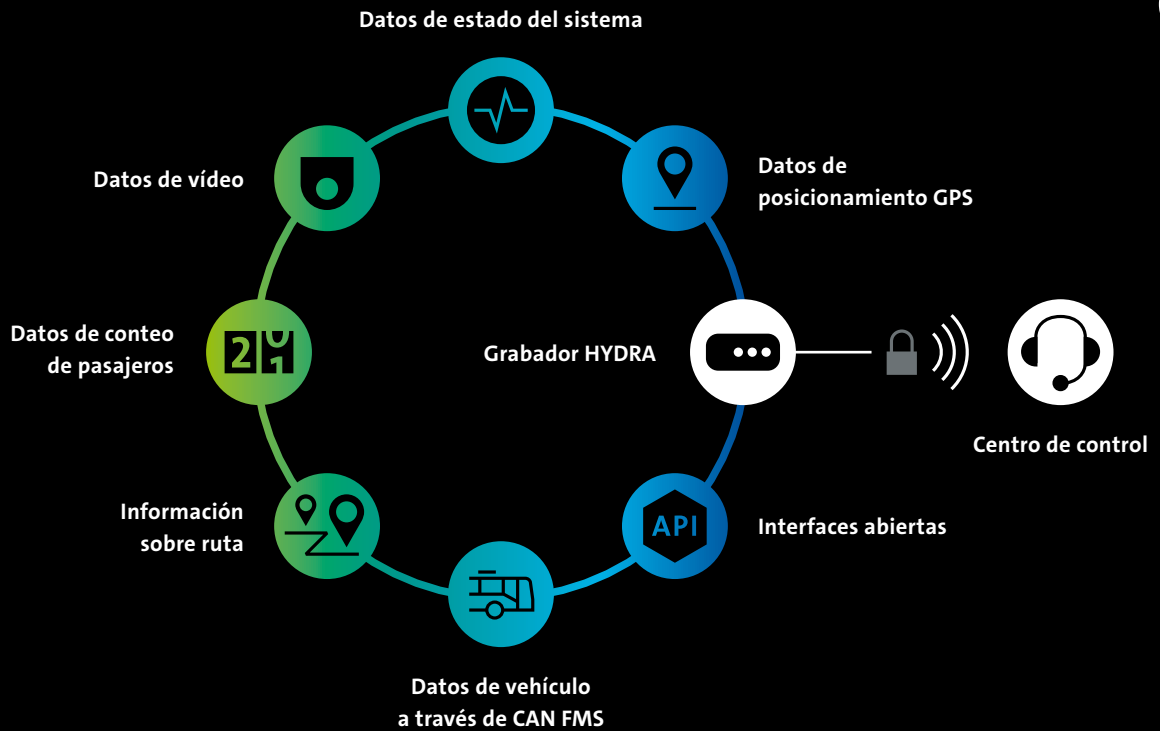 Datos de estado del sistema
Datos de vídeo
Datos de
posicionamiento GPS
Datos de conteo
de pasajeros
201
Grabador HYDRA
Centro de control
Información
sobre ruta
API
Interfaces abiertas
Datos de vehículo
a través de CAN FMS